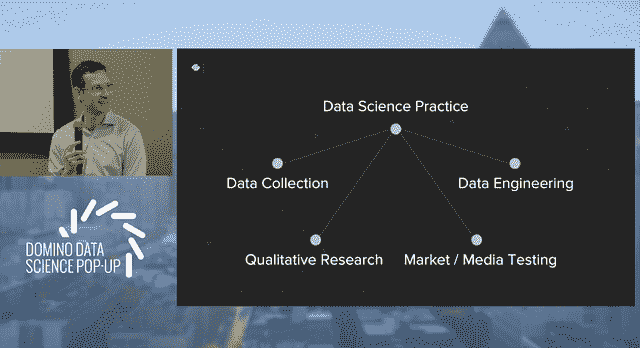 Data Science Practice
Data Collection
Data Engineering
Qualitative Research
Market / Media Testing
DOMINO DATA
SCIENCE POP-UP